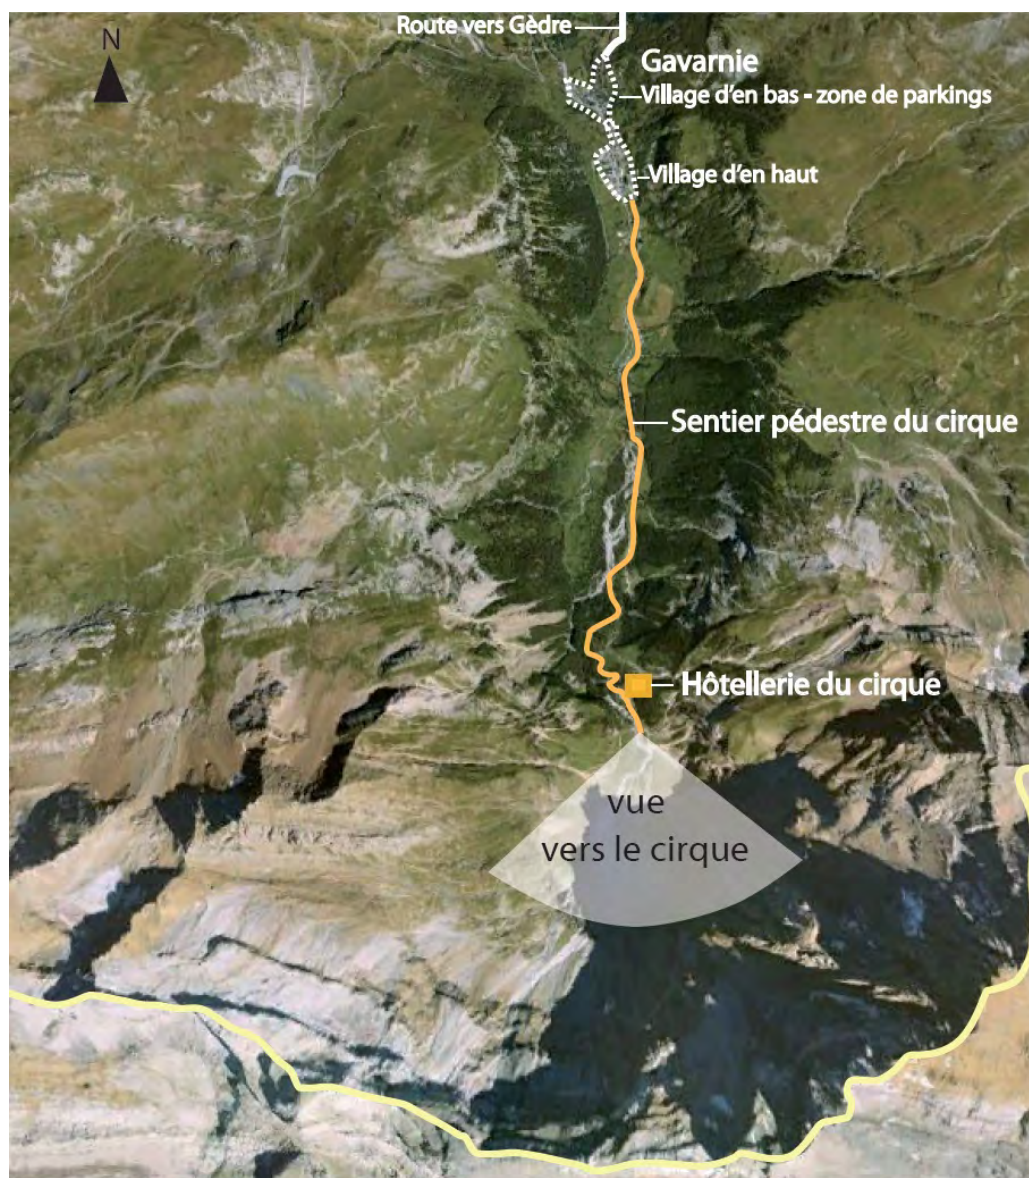 Route vers Gèdre
N
Gavarnie
Village d'en bas - zone de parkings
Village d'en haut
Sentier pédestre du cirque
Hôtellerie du cirque
vue
vers le cirque